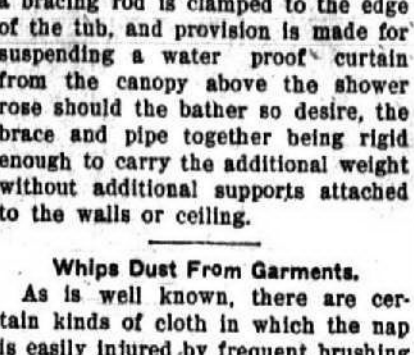 a bracing rod is clamped to the edge
of the tub, and provision is made for
suspending a water proof curtain
from the canopy above the shower
rose should the bather so desire, the
brace and pipe together being rigid
enough to carry the additional weight
without additional supports attached
to the walls or ceiling.
Whips Dust From Garments.
As is well known, there are cer-
tain kinds of cloth in which the nap
is easily injured by frequent brushing